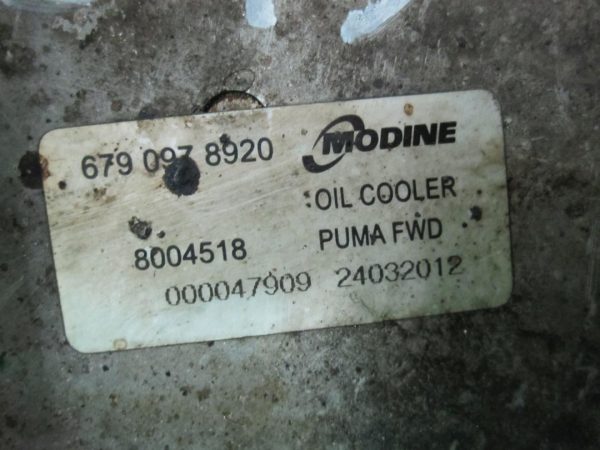 679 097 8920 MODINE
OIL COOLER
8004518 PUMA FWD
000047909 24032012